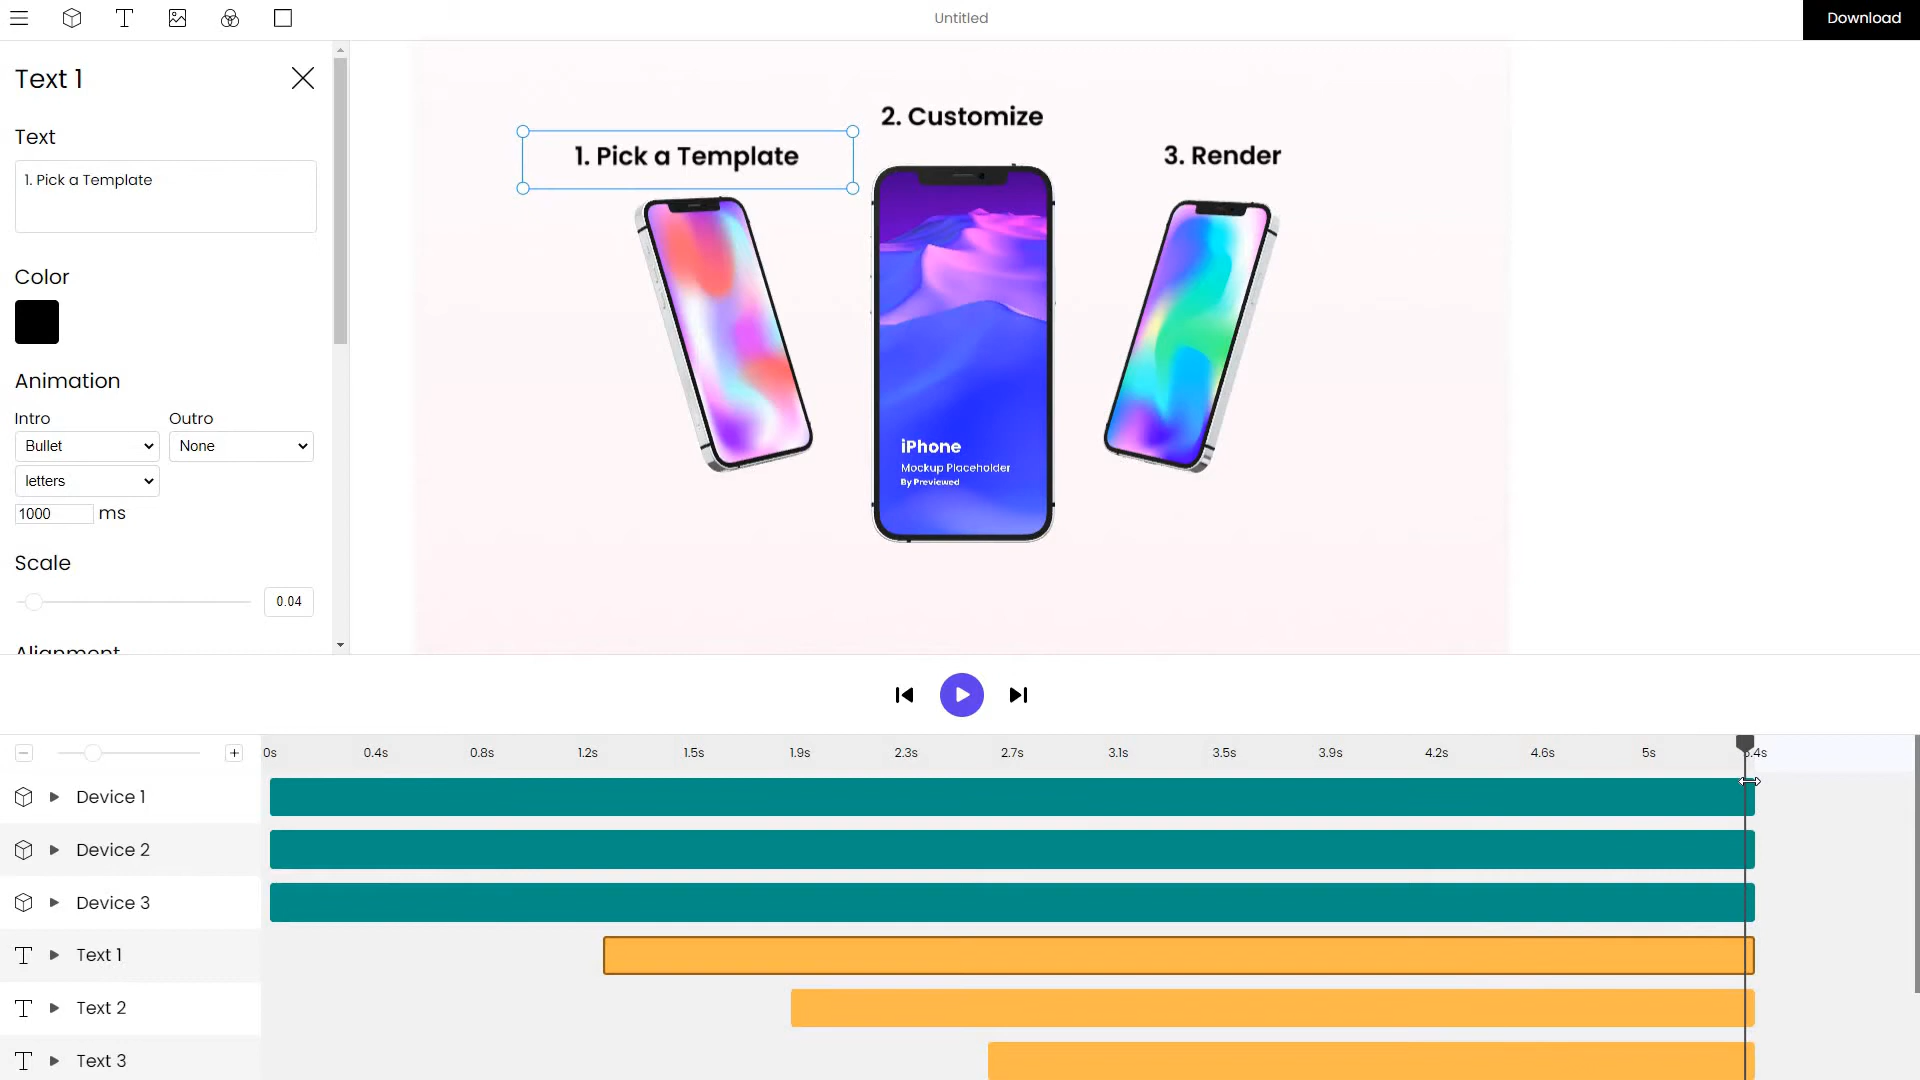 Untitled
Download
Text 1
Text
1. Pick a Template
Color
Animation
Intro
Outro
Bullet
None
letters
1000 ms
Scale
0.04
Alignment
1. Pick a Template
2. Customize
3. Render
iPhone
Mockup Placeholder
By Previewed
0s 0.4s 0.8s 1.2s 1.5s 1.9s 2.3s 2.7s 3.1s 3.5s 3.9s 4.2s 4.6s 5s .4s
Device 1
Device 2
Device 3
Text 1
Text 2
Text 3